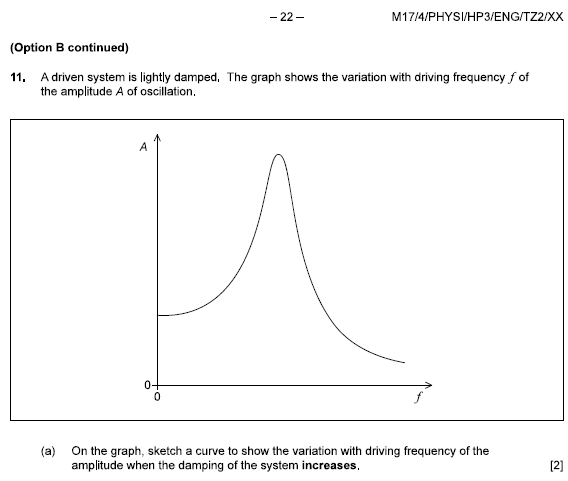 – 22 –
M17/4/PHYSI/HP3/ENG/TZ2/XX
(Option B continued)
11. A driven system is lightly damped. The graph shows the variation with driving frequency f of
the amplitude A of oscillation.
A
0
0
f
(a) On the graph, sketch a curve to show the variation with driving frequency of the
amplitude when the damping of the system increases.
[2]